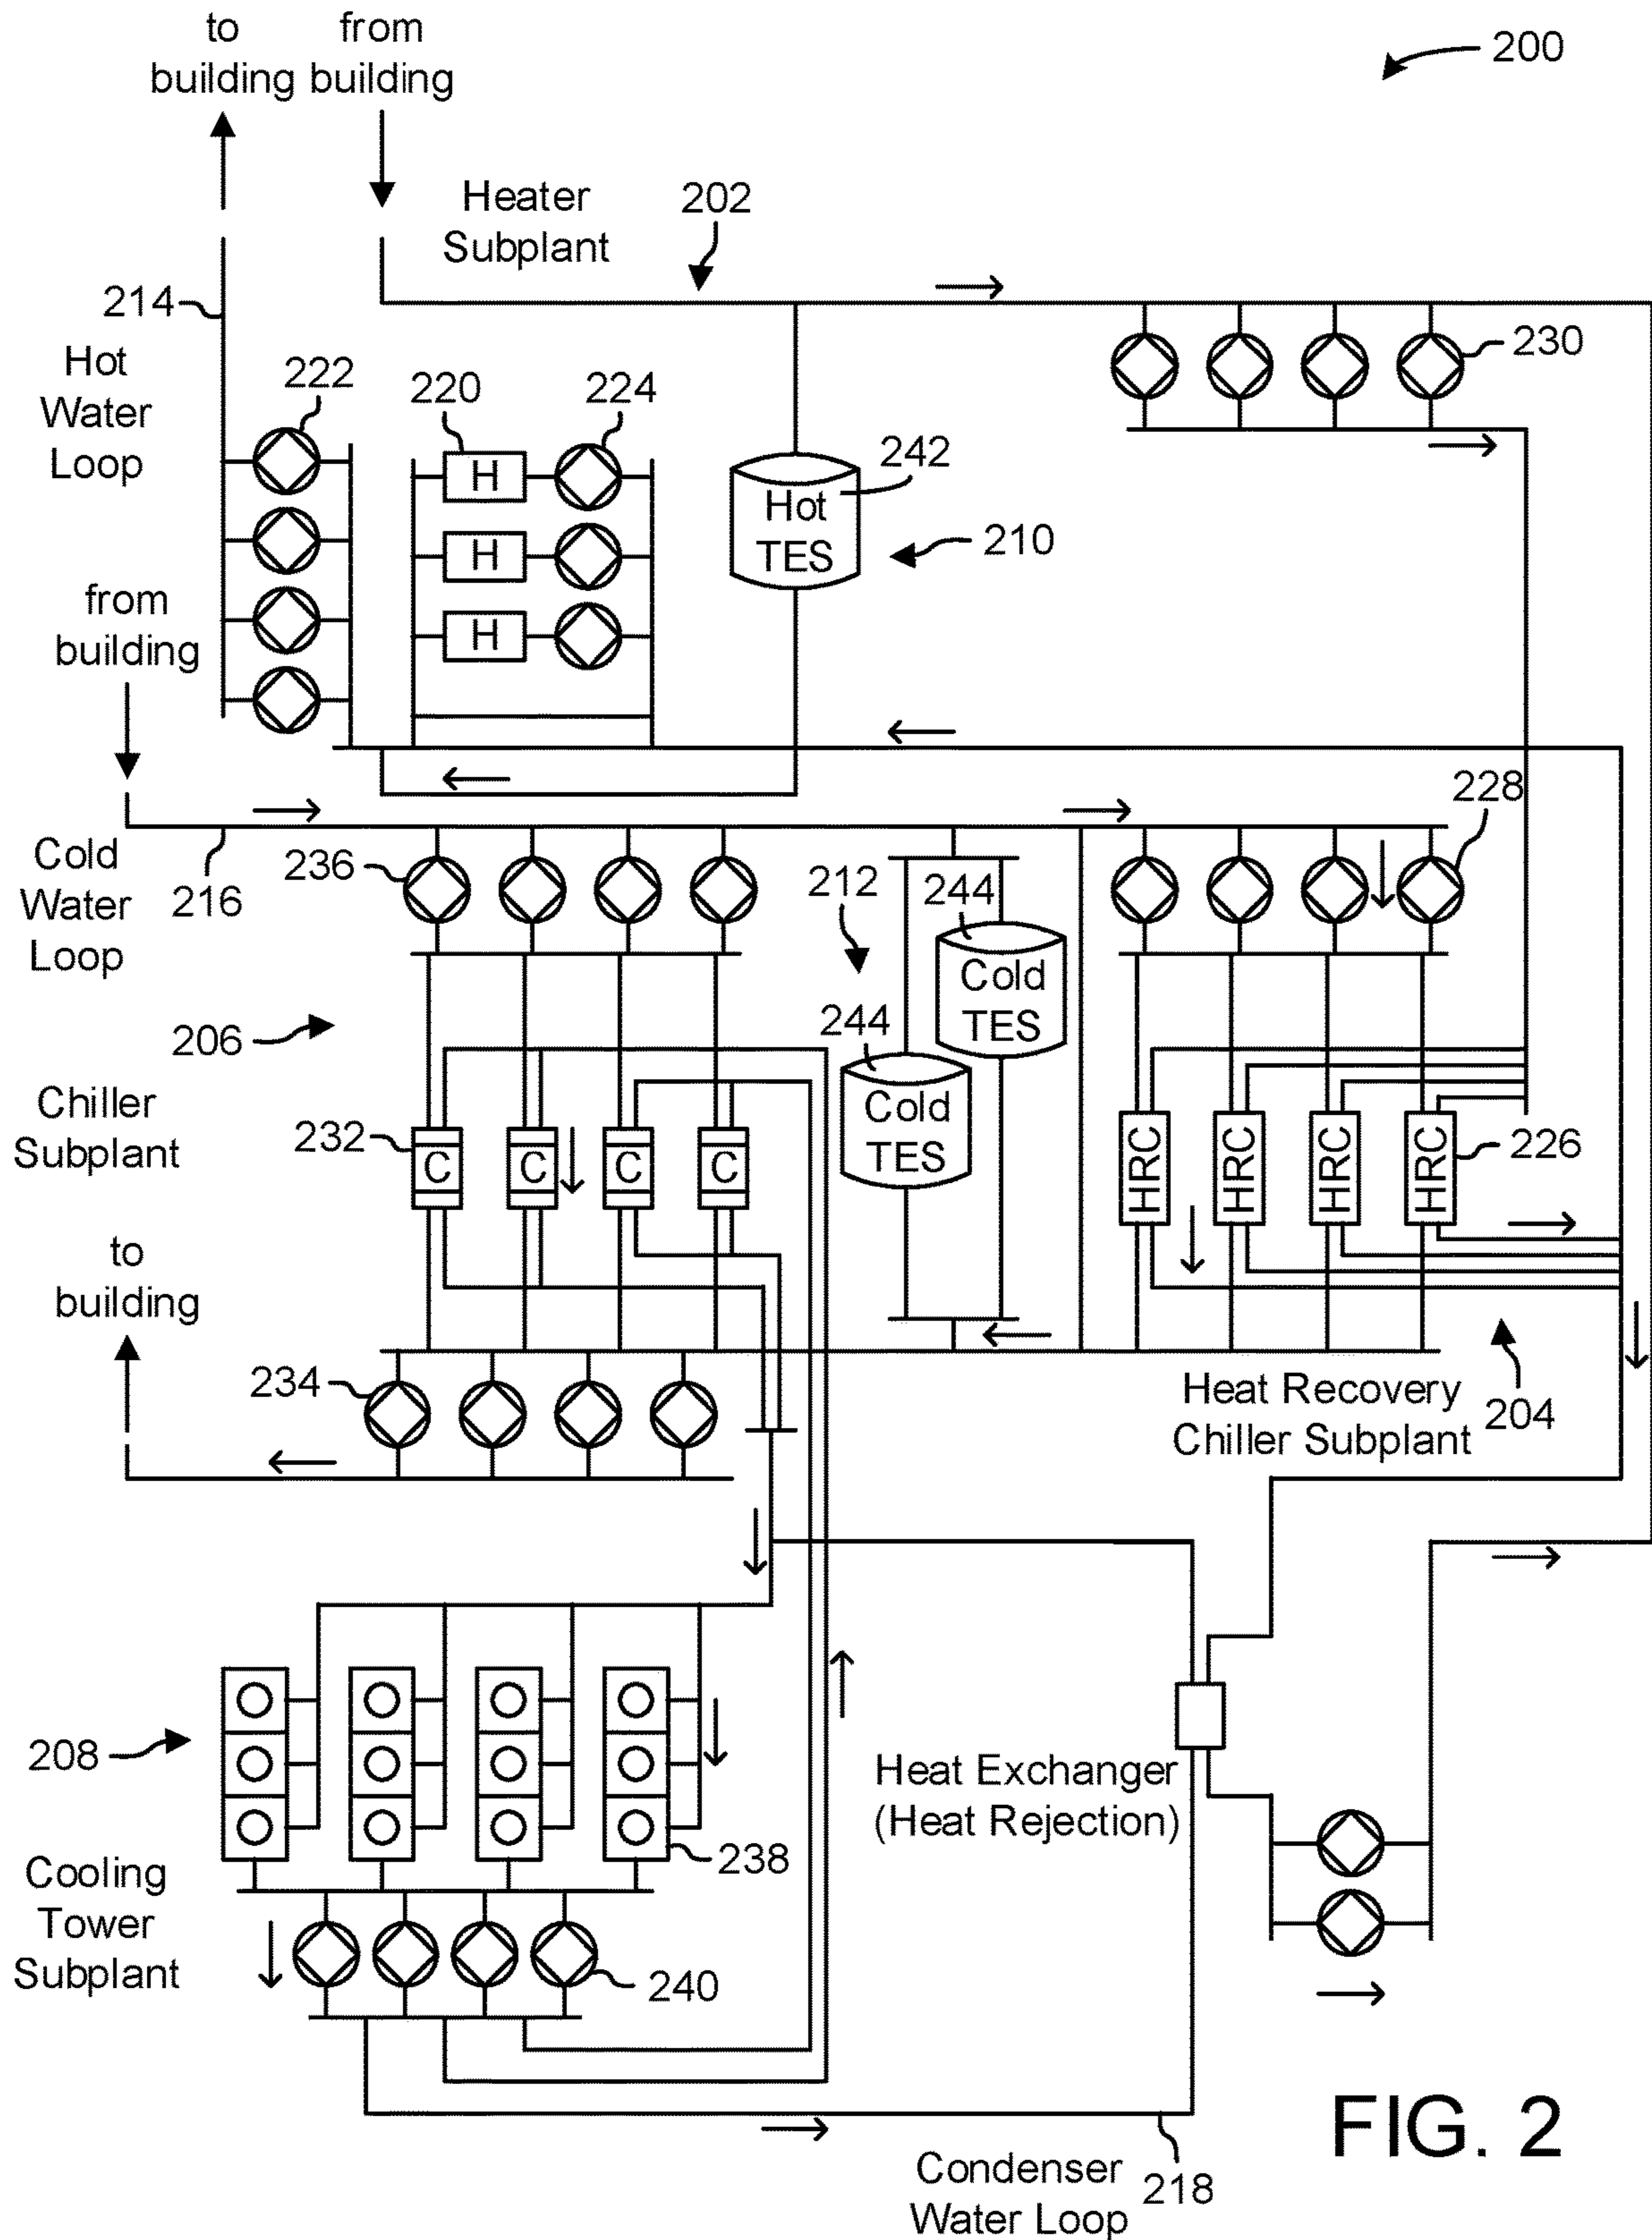 to
building
from
building
200
Heater
Subplant
202
214
Hot
Water
Loop
222
220
224
H
H
H
Hot
TES
242
210
230
from
building
Cold
Water
Loop
216
236
212
244
Cold
TES
244
Cold
TES
228
206
Chiller
Subplant
232
C
C
C
C
HRC
HRC
HRC
HRC
226
to
building
234
Heat Recovery
Chiller Subplant
204
208
Cooling
Tower
Subplant
238
240
Heat Exchanger
(Heat Rejection)
Condenser
Water Loop
218
FIG. 2